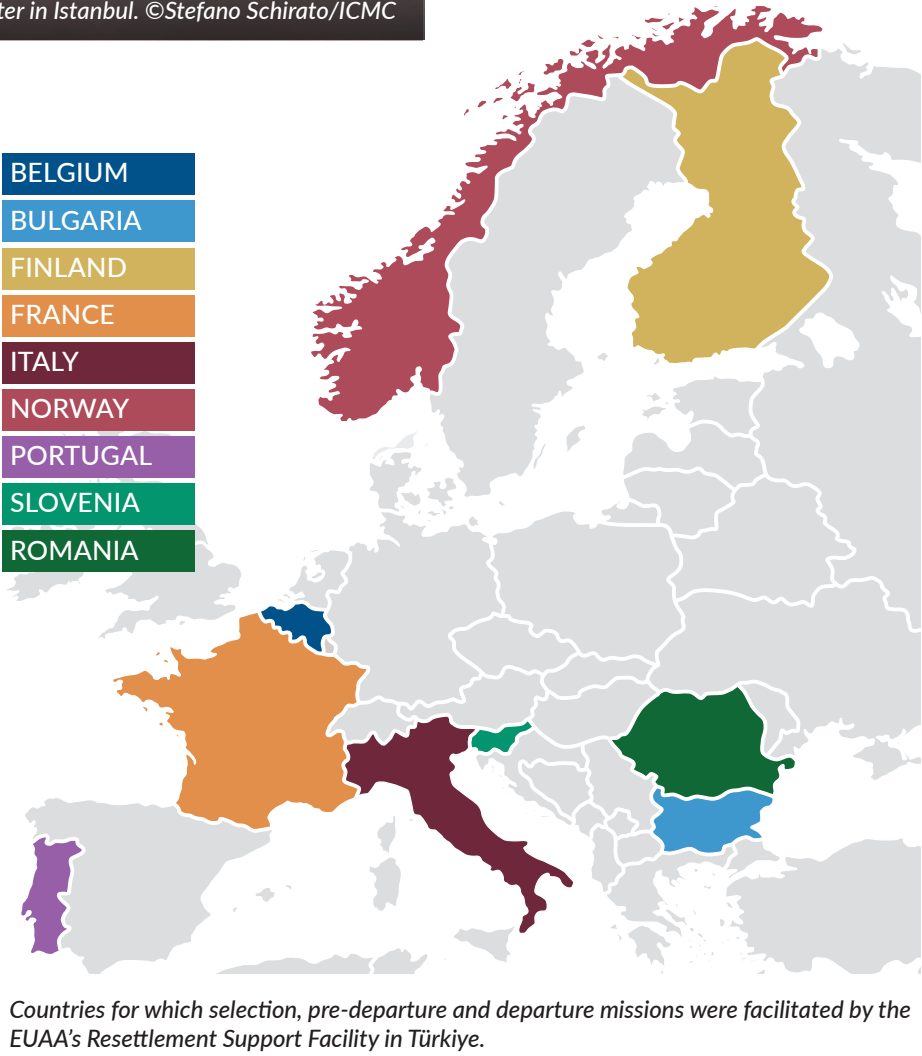 ter in Istanbul. ©Stefano Schirato/ICMC
BELGIUM
BULGARIA
FINLAND
FRANCE
ITALY
NORWAY
PORTUGAL
SLOVENIA
ROMANIA
Countries for which selection, pre-departure and departure missions were facilitated by the
EUAA’s Resettlement Support Facility in Türkiye.